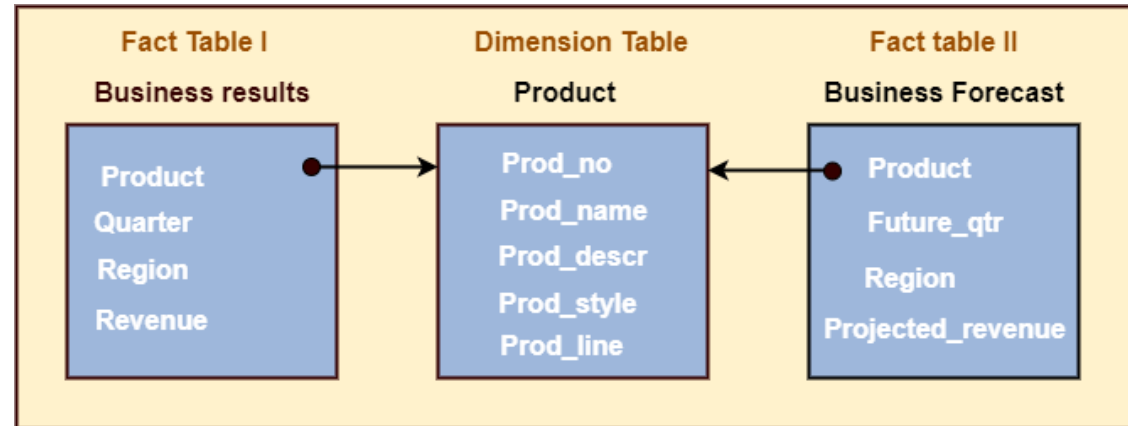 Fact Table I
Business results
Product
Quarter
Region
Revenue
Dimension Table
Product
Prod_no
Prod_name
Prod_descr
Prod_style
Prod_line
Fact table II
Business Forecast
Product
Future_qtr
Region
Projected_revenue